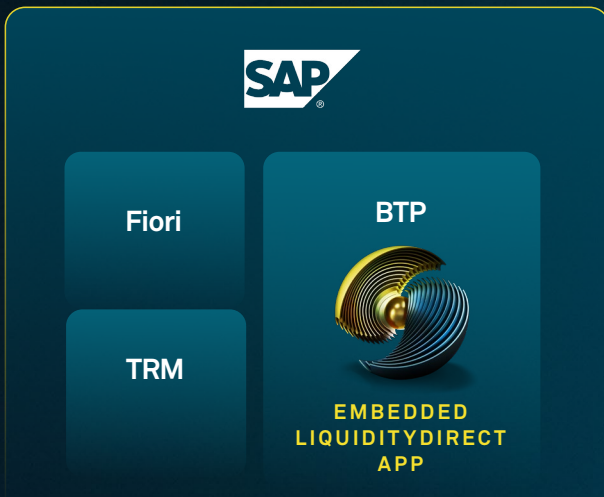 SAP®
Fiori
BTP
TRM
EMBEDDED
LIQUIDITYDIRECT
APP